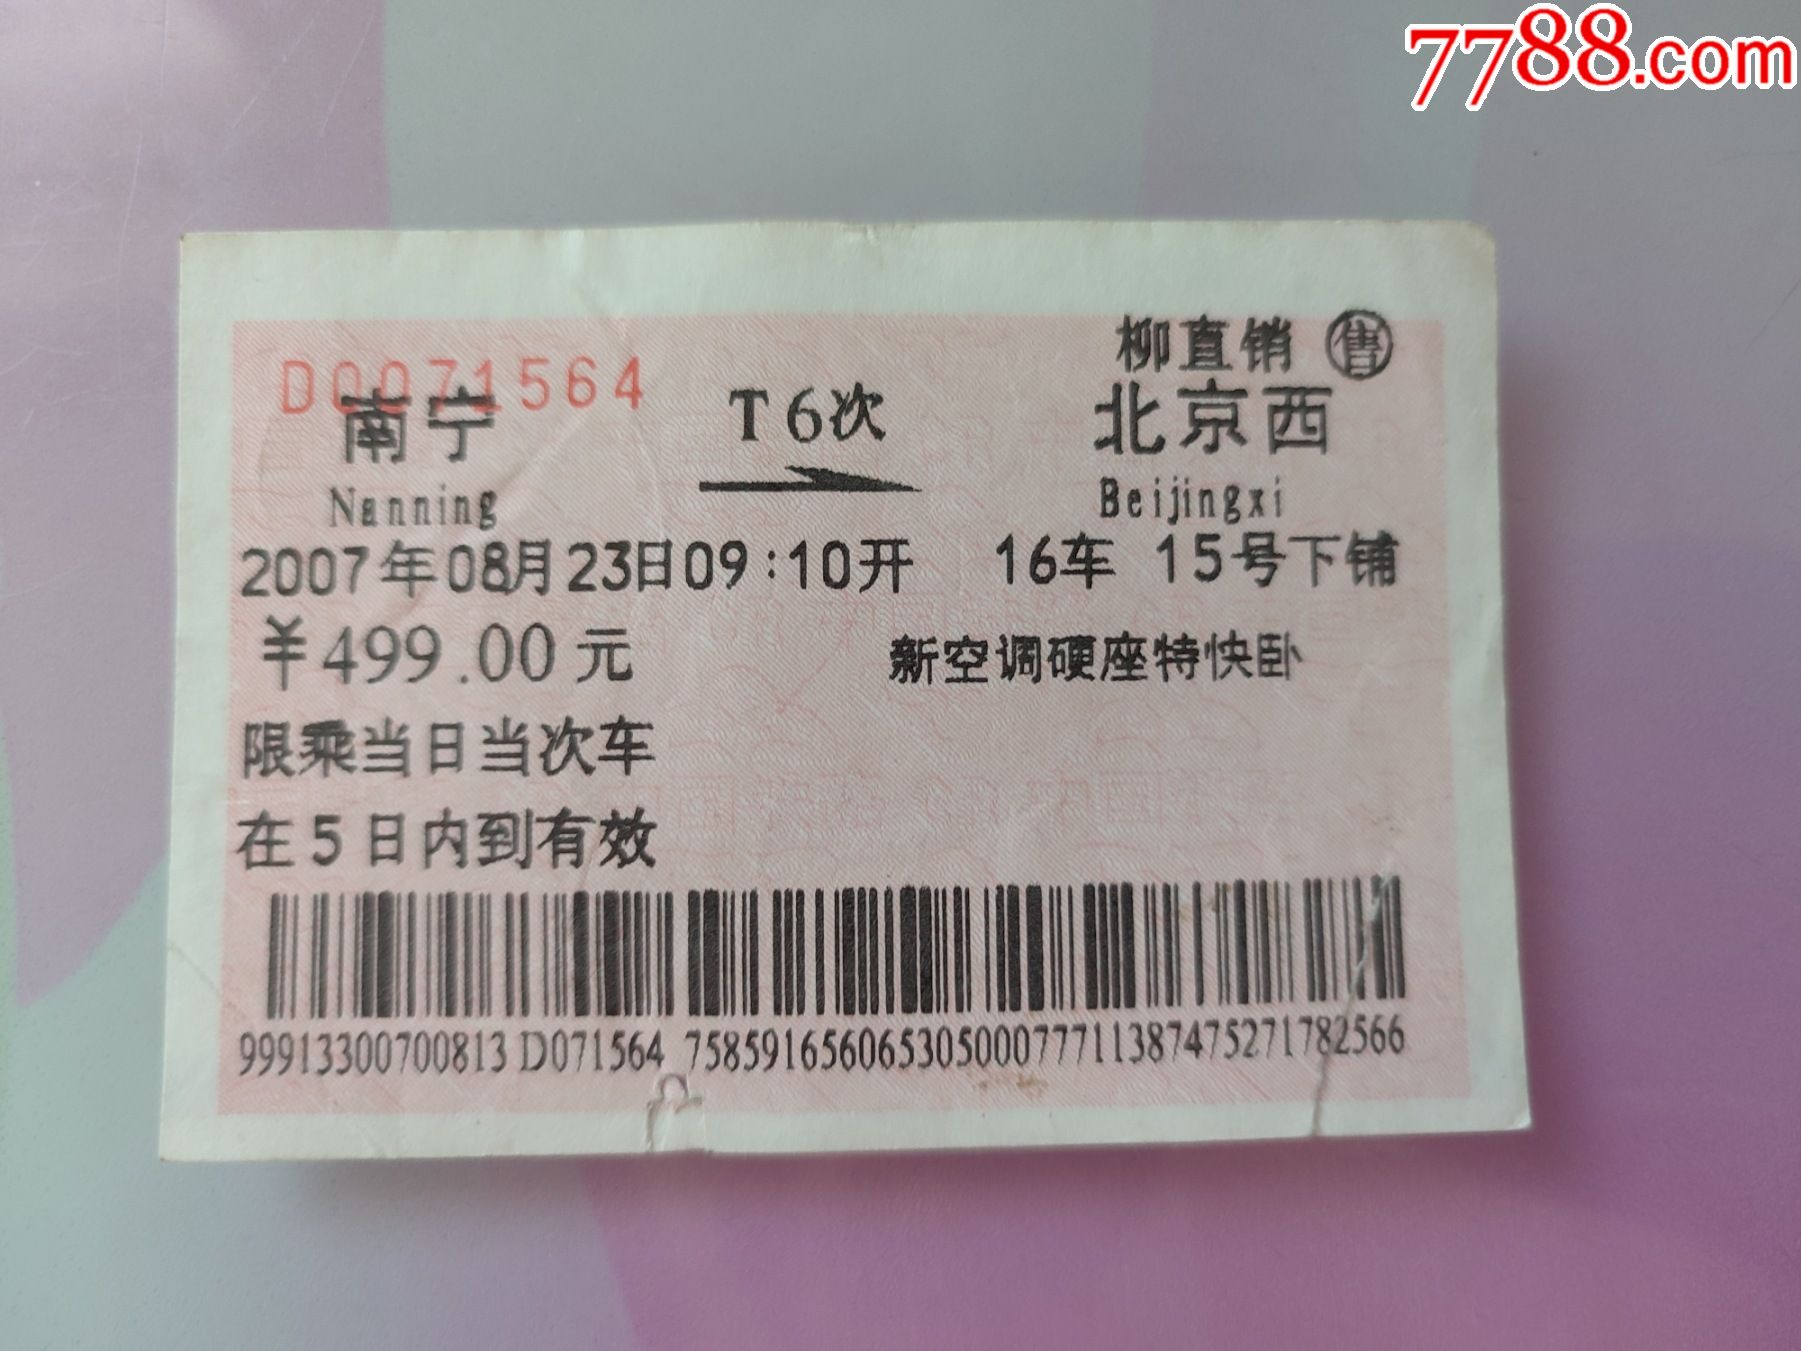 7788.com
柳直销 售
D0071564
南宁 T6次 北京西
Nanning Beijingxi
2007年08月23日09:10开 16车 15号下铺
¥499.00元 新空调硬座特快卧
限乘当日当次车
在5日内到有效
99913300700813 D071564 75859165606530500077711387475271782566